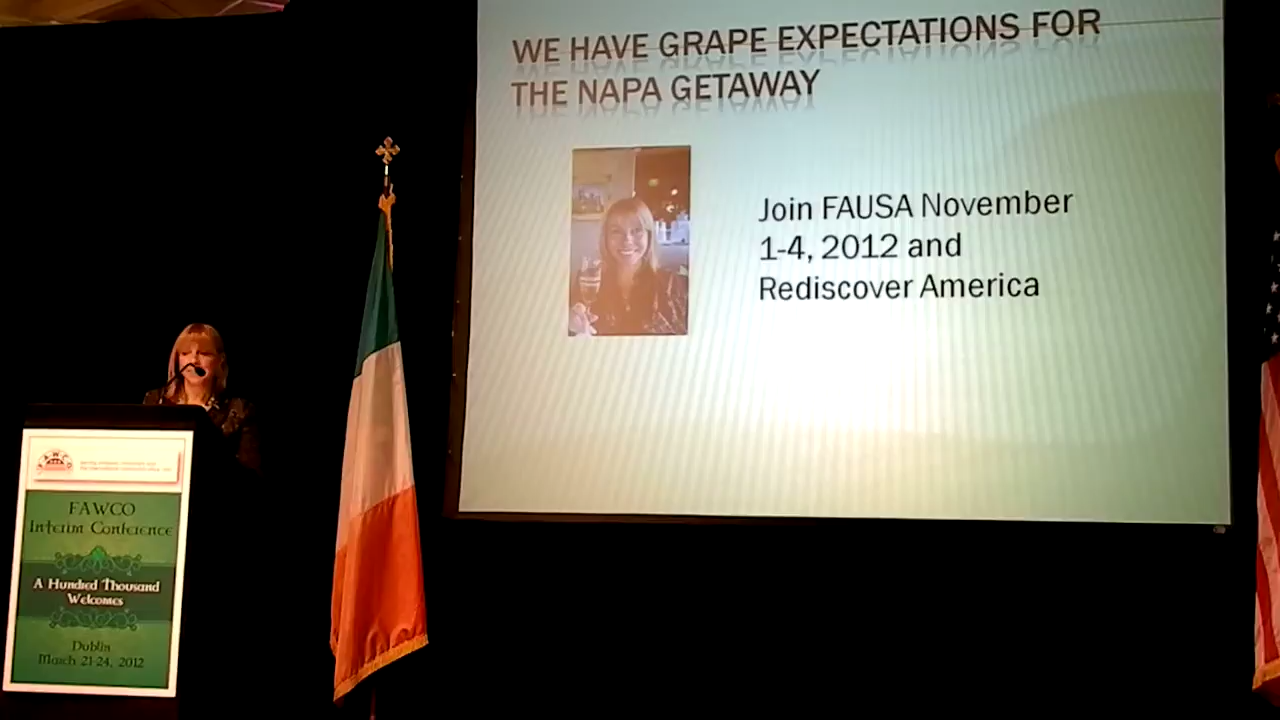 WE HAVE GRAPE EXPECTATIONS FOR
THE NAPA GETAWAY
Join FAUSA November
1-4, 2012 and
Rediscover America
FAWCO
FAWCO
Interim Conference
A Hundred Thousand
Welcomes
Dublin
March 21-24, 2012